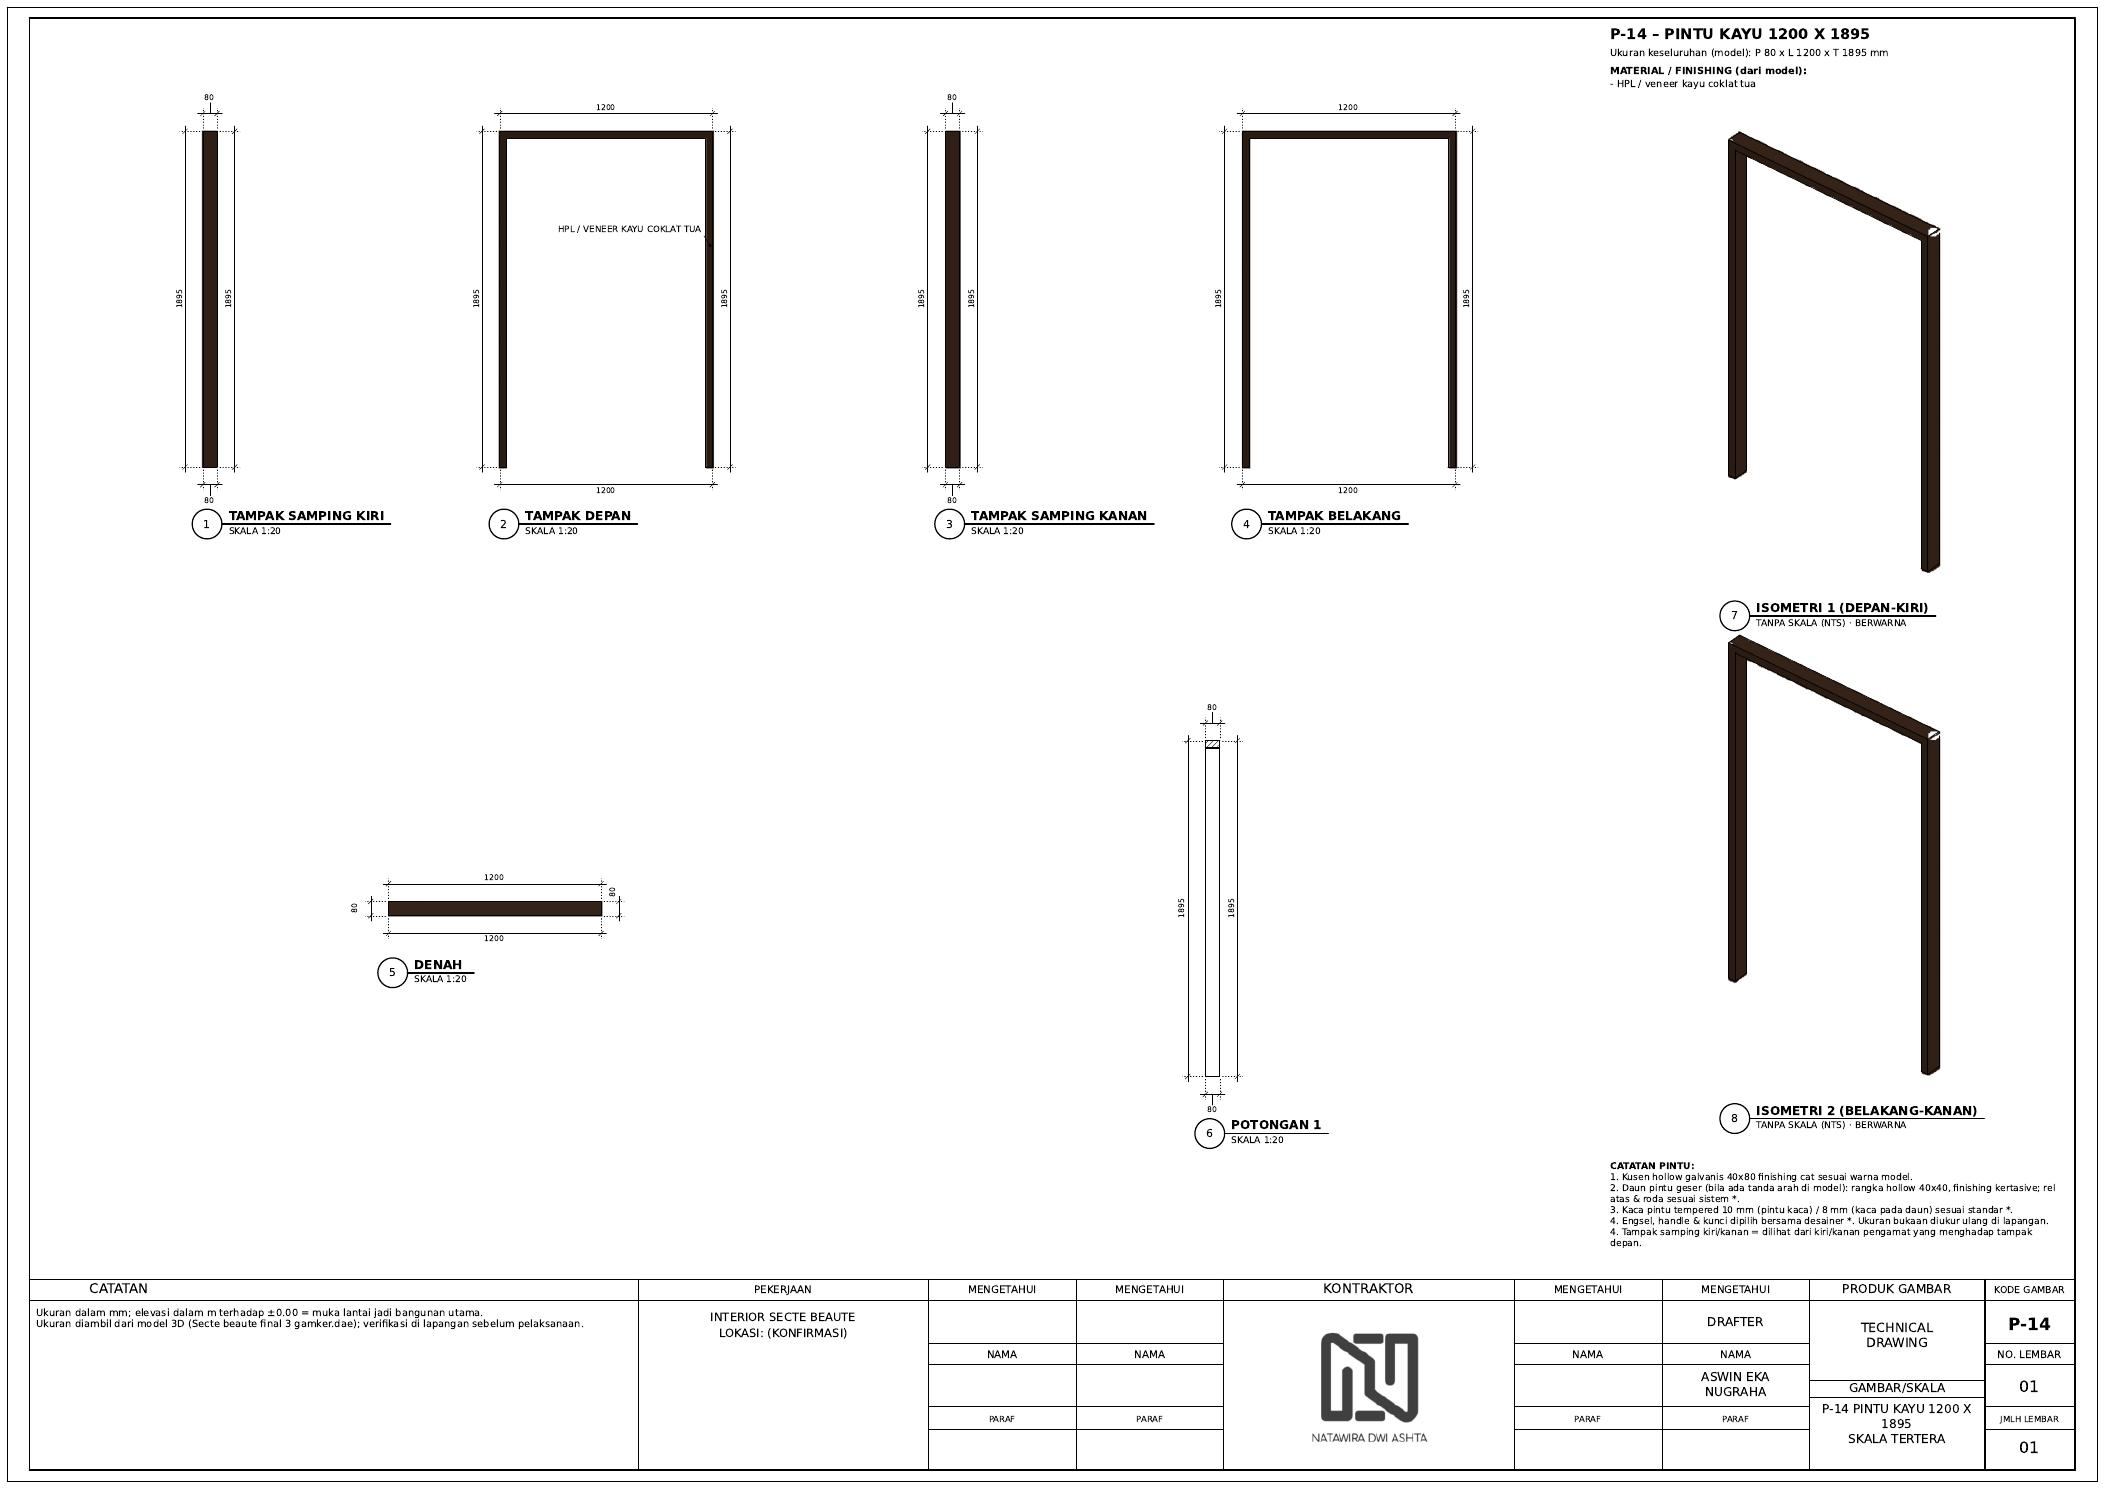 P-14 – PINTU KAYU 1200 X 1895
Ukuran keseluruhan (model): P 80 x L 1200 x T 1895 mm
MATERIAL / FINISHING (dari model):
- HPL / veneer kayu coklat tua
80
1895
1895
80
1 TAMPAK SAMPING KIRI
SKALA 1:20
1200
1895
HPL / VENEER KAYU COKLAT TUA
1895
1200
2 TAMPAK DEPAN
SKALA 1:20
80
1895
1895
80
3 TAMPAK SAMPING KANAN
SKALA 1:20
1200
1895
1895
1200
4 TAMPAK BELAKANG
SKALA 1:20
7 ISOMETRI 1 (DEPAN-KIRI)
TANPA SKALA (NTS) · BERWARNA
1200
80
80
1200
5 DENAH
SKALA 1:20
80
1895
1895
80
6 POTONGAN 1
SKALA 1:20
8 ISOMETRI 2 (BELAKANG-KANAN)
TANPA SKALA (NTS) · BERWARNA
CATATAN PINTU:
1. Kusen hollow galvanis 40x80 finishing cat sesuai warna model.
2. Daun pintu geser (bila ada tanda arah di model): rangka hollow 40x40, finishing kertasive; rel
atas & roda sesuai sistem *.
3. Kaca pintu tempered 10 mm (pintu kaca) / 8 mm (kaca pada daun) sesuai standar *.
4. Engsel, handle & kunci dipilih bersama desainer *. Ukuran bukaan diukur ulang di lapangan.
4. Tampak samping kiri/kanan = dilihat dari kiri/kanan pengamat yang menghadap tampak
depan.
CATATAN
Ukuran dalam mm; elevasi dalam m terhadap ±0.00 = muka lantai jadi bangunan utama.
Ukuran diambil dari model 3D (Secte beaute final 3 gamker.dae); verifikasi di lapangan sebelum pelaksanaan.
PEKERJAAN
INTERIOR SECTE BEAUTE
LOKASI: (KONFIRMASI)
MENGETAHUI
NAMA
PARAF
MENGETAHUI
NAMA
PARAF
KONTRAKTOR
NATAWIRA DWI ASHTA
MENGETAHUI
NAMA
PARAF
MENGETAHUI
DRAFTER
NAMA
ASWIN EKA
NUGRAHA
PARAF
PRODUK GAMBAR
TECHNICAL
DRAWING
GAMBAR/SKALA
P-14 PINTU KAYU 1200 X
1895
SKALA TERTERA
KODE GAMBAR
P-14
NO. LEMBAR
01
JMLH LEMBAR
01